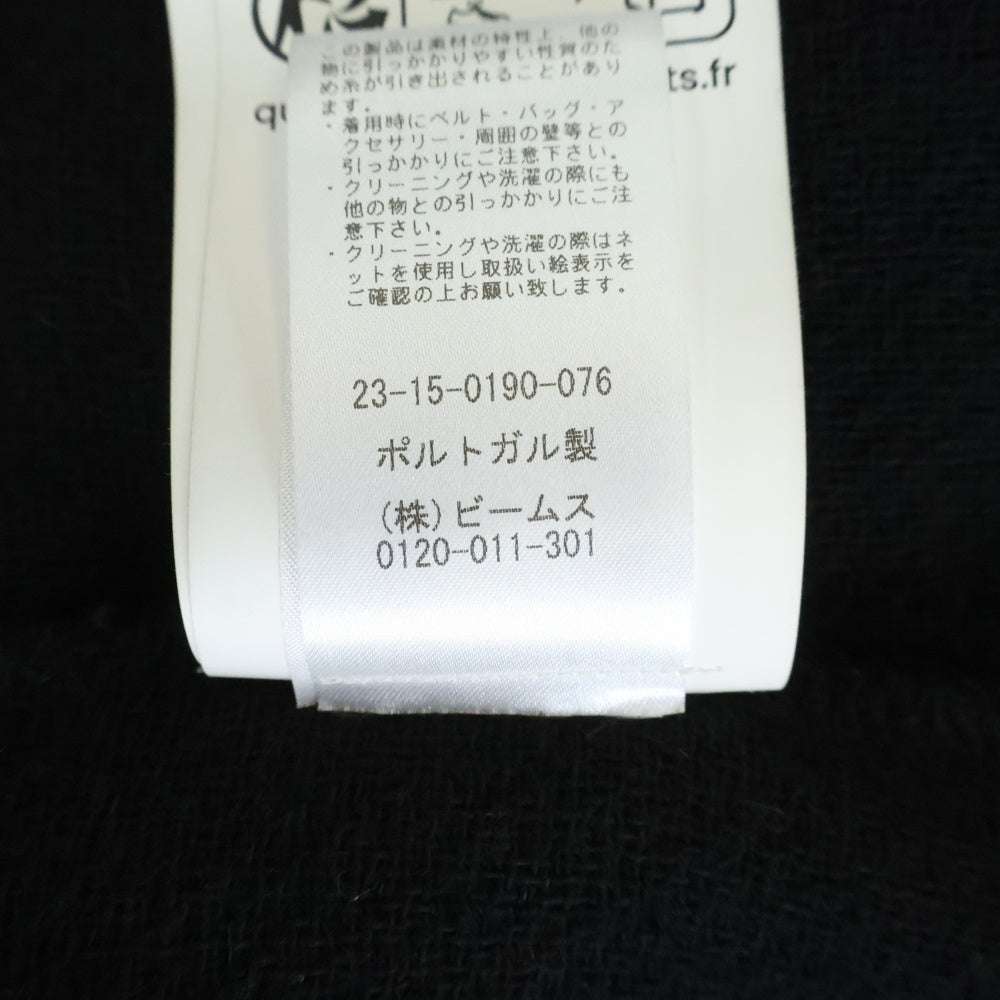 この製品は素材の特性上、他の
物に引っかかりやすい性質のた
め糸が引き出されることがあり
ます。
・着用時にベルト・バッグ・ア
クセサリー・周囲の壁等との
引っかかりにご注意下さい。
・クリーニングや洗濯の際にも
他の物との引っかかりにご注
意下さい。
・クリーニングや洗濯の際はネ
ットを使用し取扱い絵表示を
ご確認の上お願い致します。
23-15-0190-076
ポルトガル製
(株)ビームス
0120-011-301
qu
ts.fr